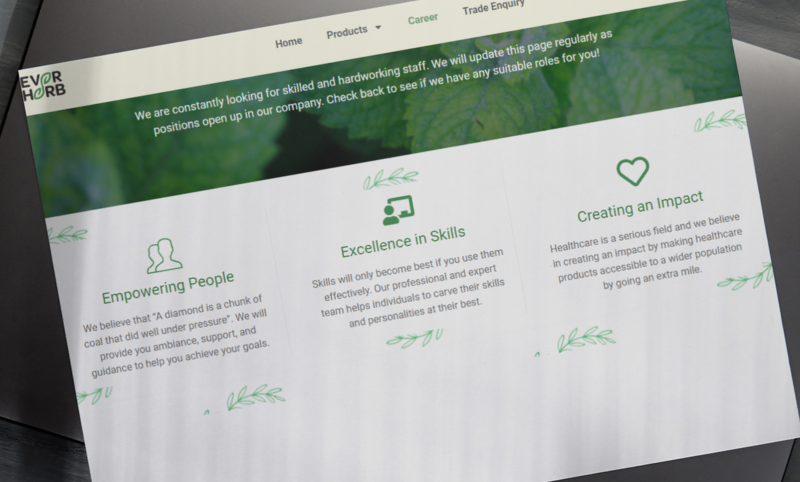 EVER
HERB
Home Products Career Trade Enquiry
We are constantly looking for skilled and hardworking staff. We will update this page regularly as
positions open up in our company. Check back to see if we have any suitable roles for you!
Empowering People
We believe that "A diamond is a chunk of
coal that did well under pressure". We will
provide you ambiance, support, and
guidance to help you achieve your goals.
Excellence in Skills
Skills will only become best if you use them
effectively. Our professional and expert
team helps individuals to carve their skills
and personalities at their best.
Creating an Impact
Healthcare is a serious field and we believe
in creating an impact by making healthcare
products accessible to a wider population
by going an extra mile.